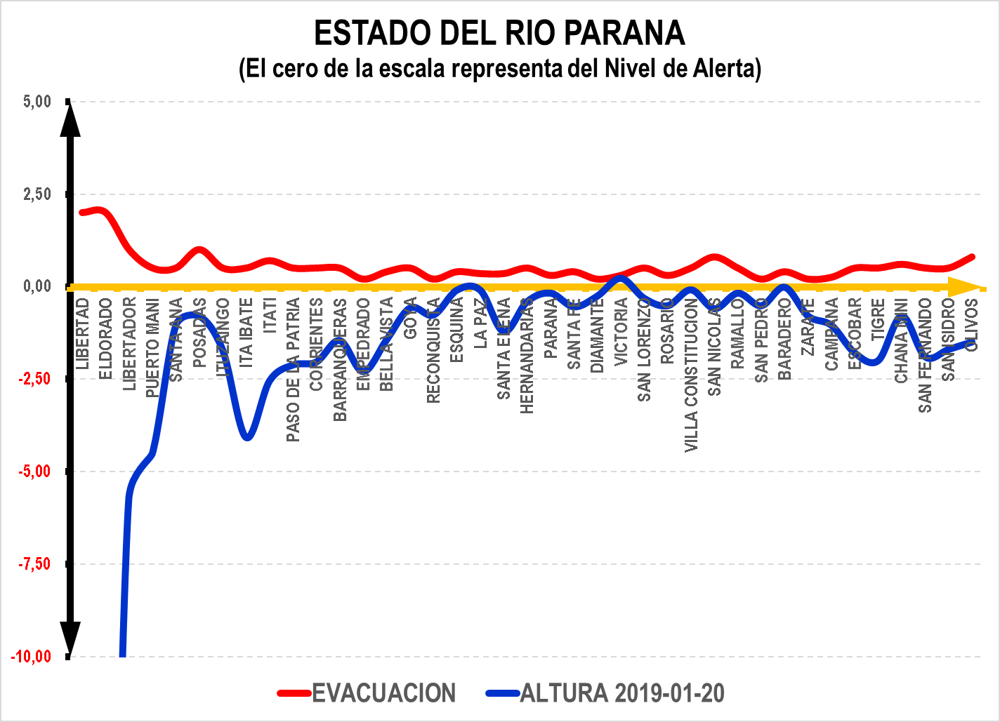 ESTADO DEL RIO PARANA
(El cero de la escala representa del Nivel de Alerta)
5,00
2,50
0,00
-2,50
-5,00
-7,50
-10,00
LIBERTAD
ELDORADO
LIBERTADOR
PUERTO MANI
SANTA ANA
POSADAS
ITUZAINGO
ITA IBATE
ITATI
PASO DE LA PATRIA
CORRIENTES
BARRANQUERAS
EMPEDRADO
BELLA VISTA
GOYA
RECONQUISTA
ESQUINA
LA PAZ
SANTA ELENA
HERNANDARIAS
PARANA
SANTA FE
DIAMANTE
VICTORIA
SAN LORENZO
ROSARIO
VILLA CONSTITUCION
SAN NICOLAS
RAMALLO
SAN PEDRO
BARADERO
ZARATE
CAMPANA
ESCOBAR
TIGRE
CHANA MINI
SAN FERNANDO
SAN ISIDRO
OLIVOS
EVACUACION
ALTURA 2019-01-20